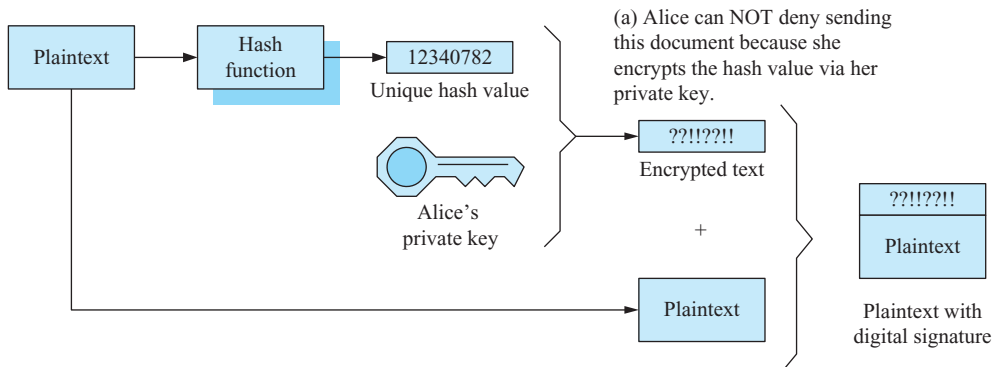 (a) Alice can NOT deny sending
this document because she
encrypts the hash value via her
private key.
Plaintext
Hash
function
12340782
Unique hash value
Alice's
private key
??!!??!!
Encrypted text
+
Plaintext
??!!??!!
Plaintext
Plaintext with
digital signature